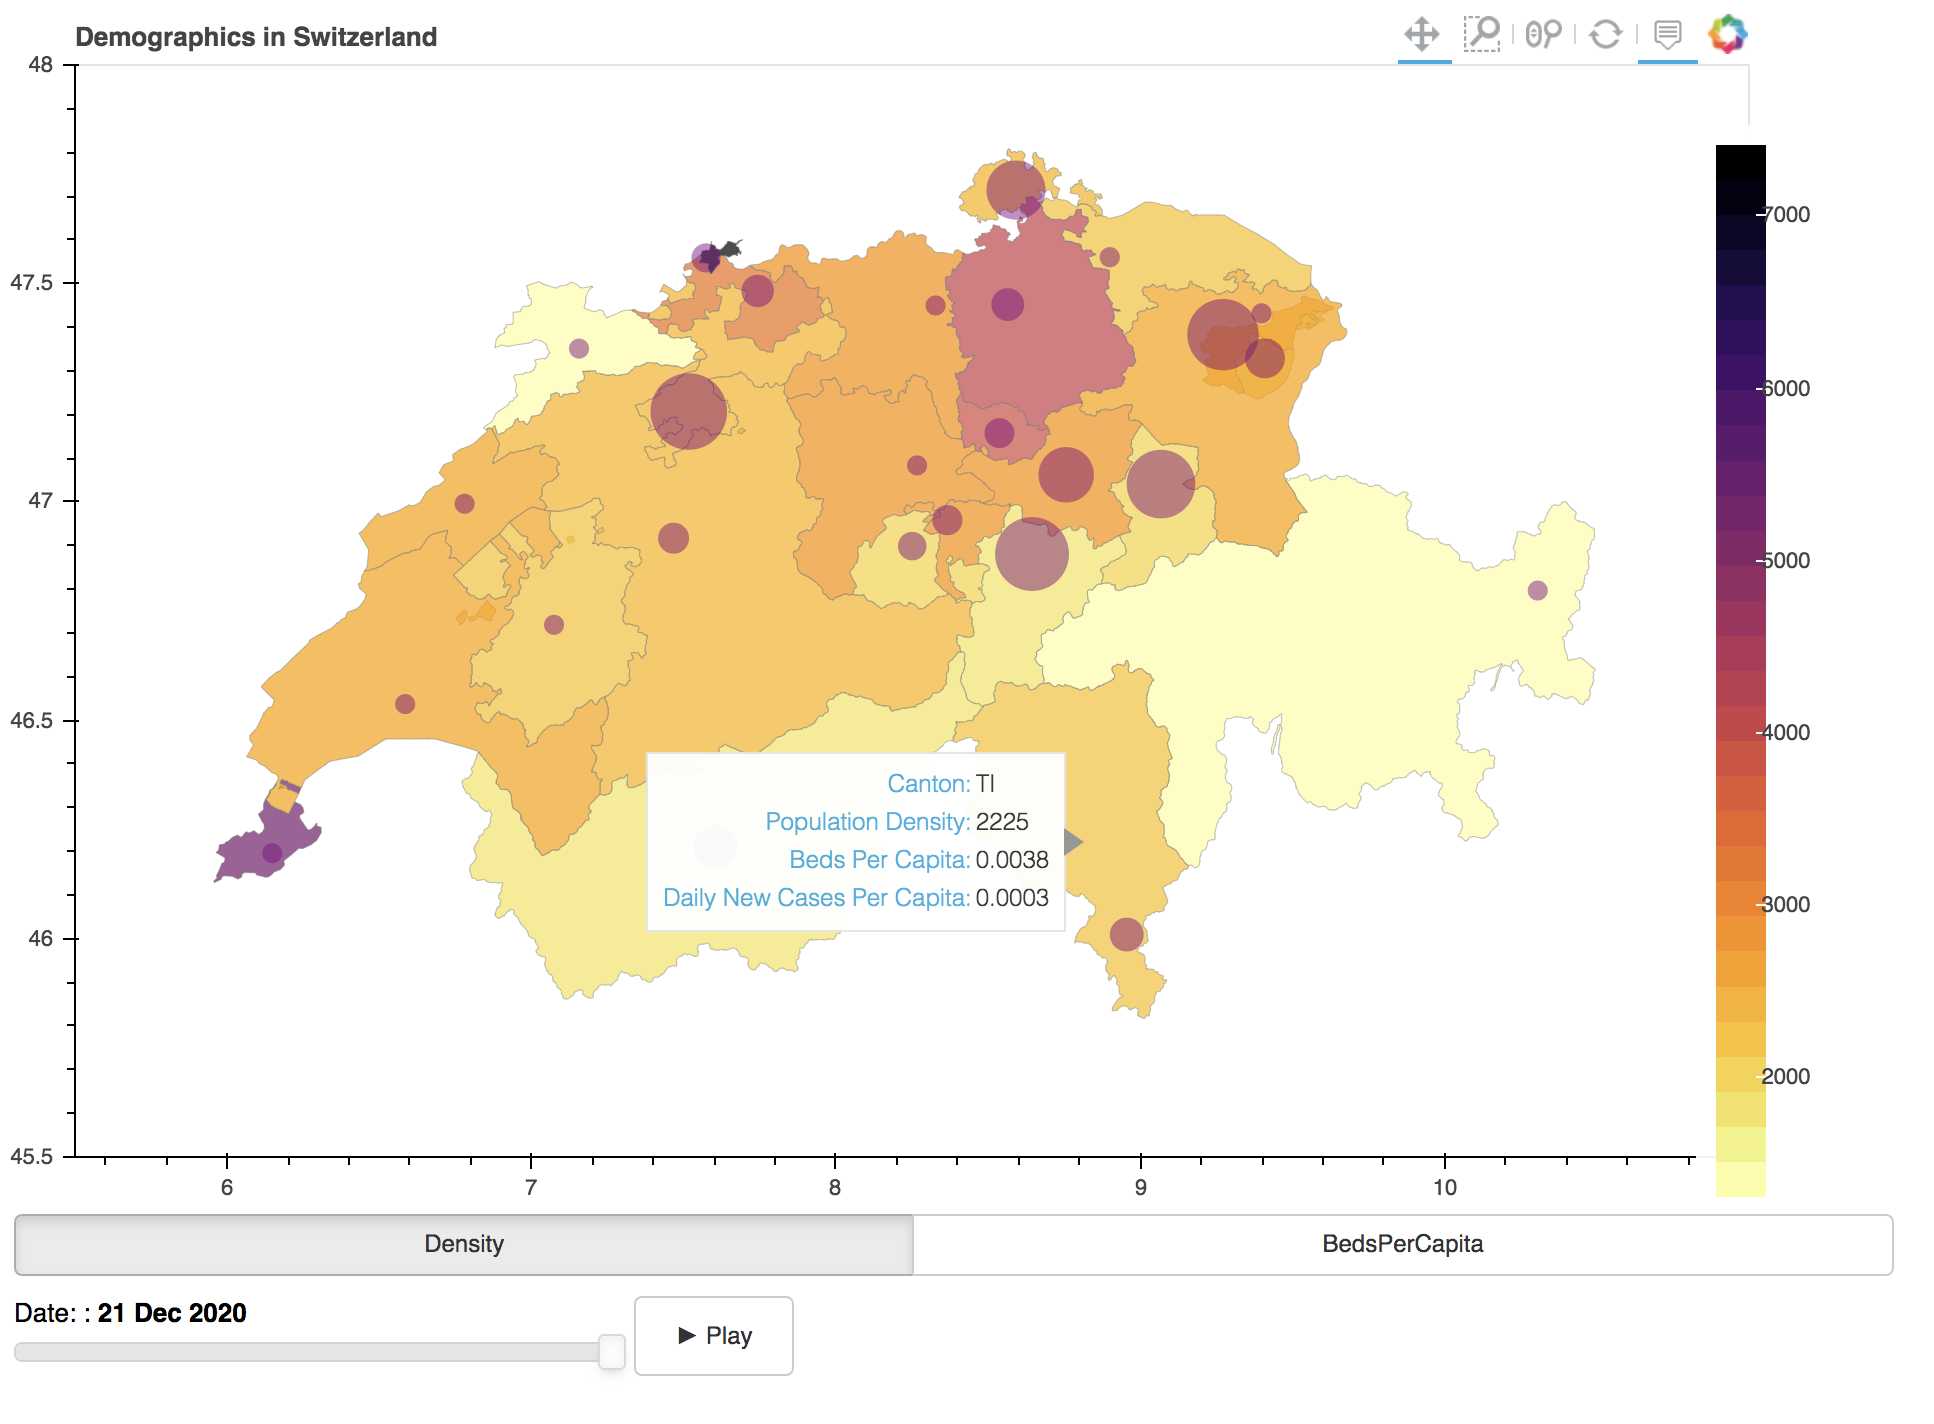 Demographics in Switzerland
48
47.5
47
46.5
46
45.5
6
7
8
9
10
7000
6000
5000
4000
3000
2000
Canton: TI
Population Density: 2225
Beds Per Capita: 0.0038
Daily New Cases Per Capita: 0.0003
Density
BedsPerCapita
Date: : 21 Dec 2020
► Play